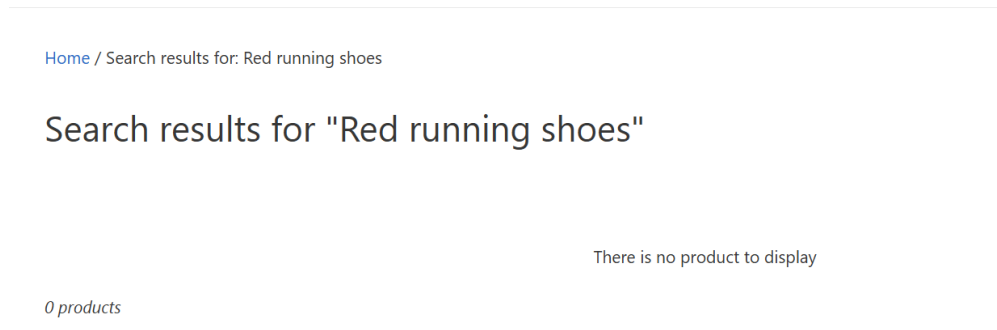 Home / Search results for: Red running shoes
Search results for "Red running shoes"
There is no product to display
0 products